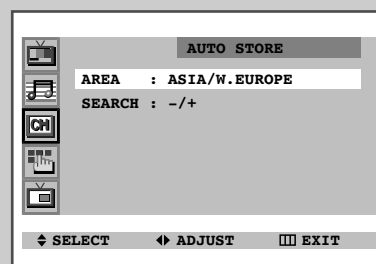 AUTO STORE
AREA : ASIA/W.EUROPE
SEARCH : -/+
CH
SELECT ADJUST EXIT